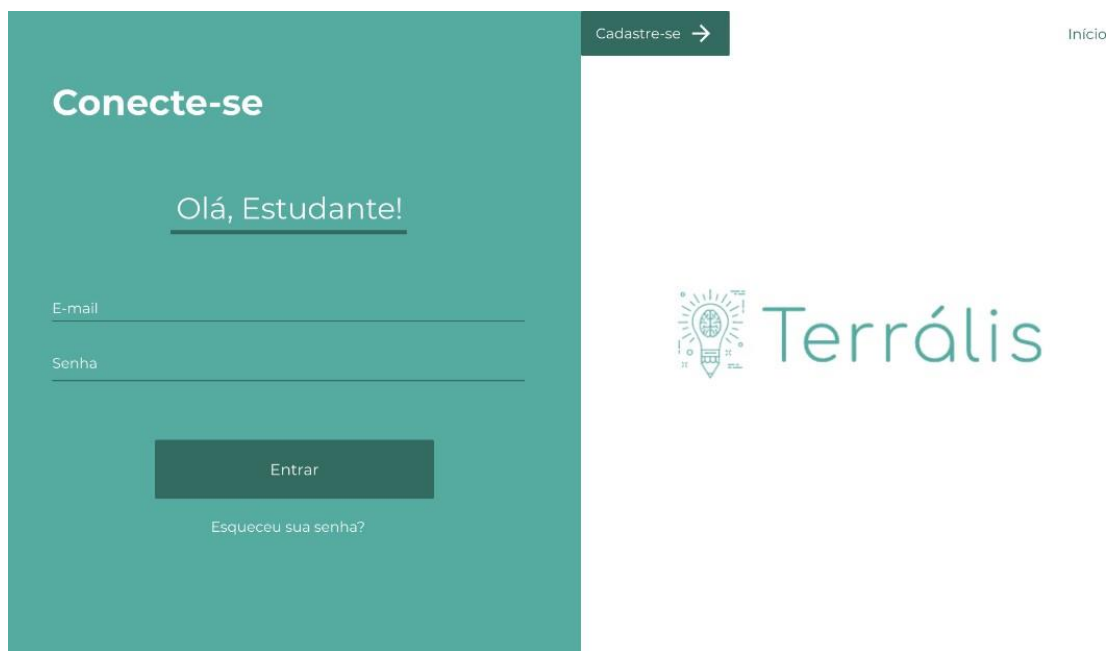 Cadastre-se
Início
Conecte-se
Olá, Estudante!
E-mail
Senha
Entrar
Esqueceu sua senha?
Terrális